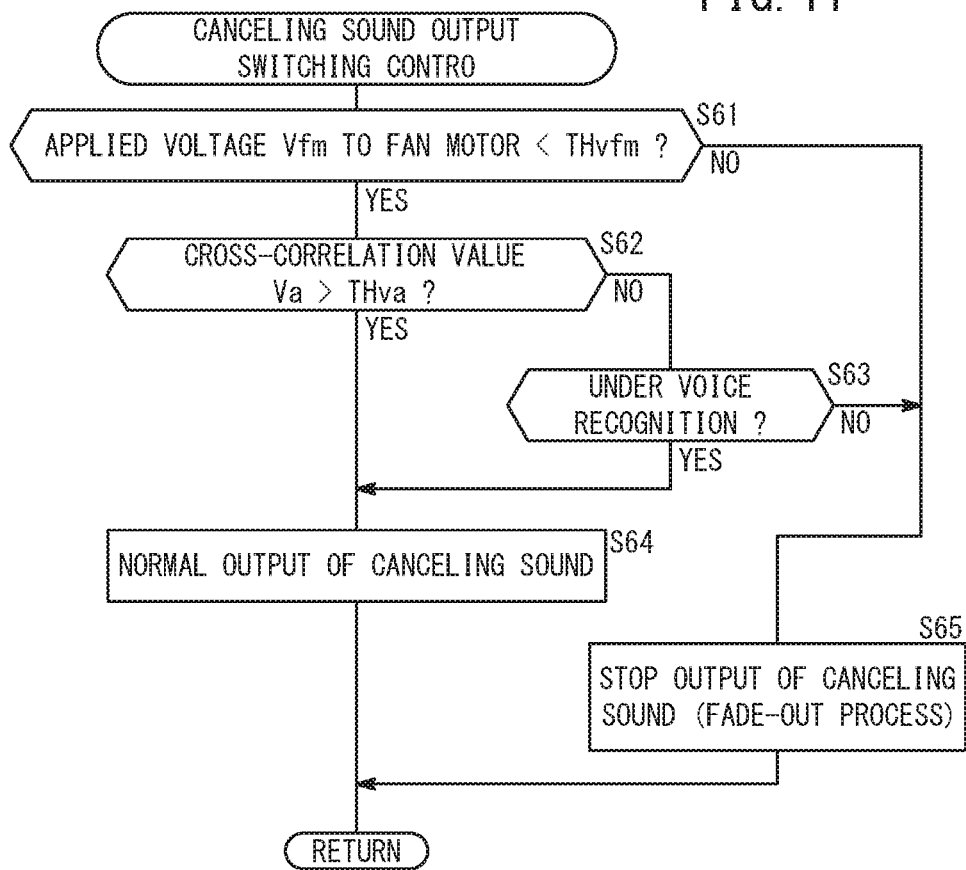 CANCELING SOUND OUTPUT
SWITCHING CONTRO
APPLIED VOLTAGE Vfm TO FAN MOTOR < THvfm ?
S61
NO
YES
CROSS-CORRELATION VALUE
Va > THva ?
S62
NO
YES
UNDER VOICE
RECOGNITION ?
S63
NO
YES
NORMAL OUTPUT OF CANCELING SOUND
S64
S65
STOP OUTPUT OF CANCELING
SOUND (FADE-OUT PROCESS)
RETURN